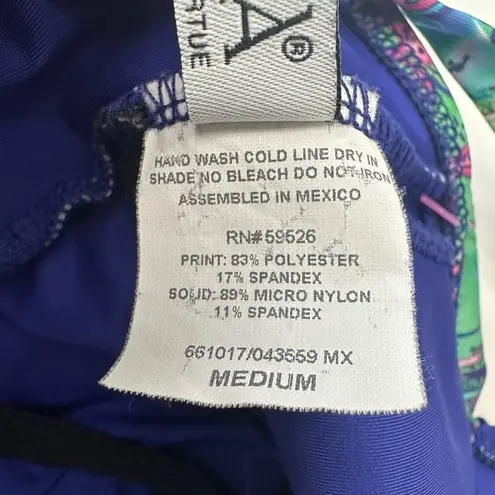 A®
RTUE
HAND WASH COLD LINE DRY IN
SHADE NO BLEACH DO NOT IRON
ASSEMBLED IN MEXICO
RN#59526
PRINT: 83% POLYESTER
17% SPANDEX
SOLID: 89% MICRO NYLON
11% SPANDEX
661017/043559 MX
MEDIUM